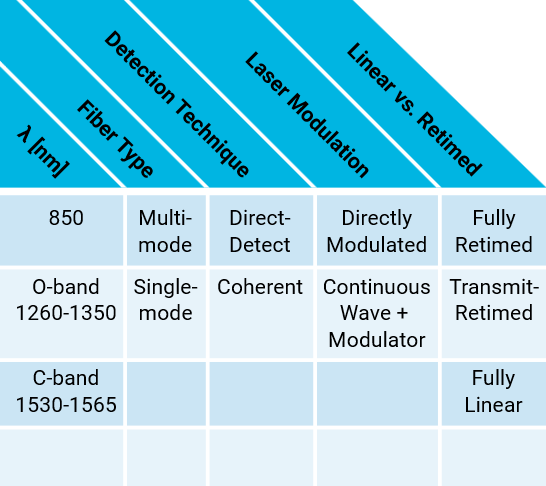 λ [nm]
Fiber Type
Detection Technique
Laser Modulation
Linear vs. Retimed
850
Multi-
mode
Direct-
Detect
Directly
Modulated
Fully
Retimed
O-band
1260-1350
Single-
mode
Coherent
Continuous
Wave +
Modulator
Transmit-
Retimed
C-band
1530-1565
Fully
Linear